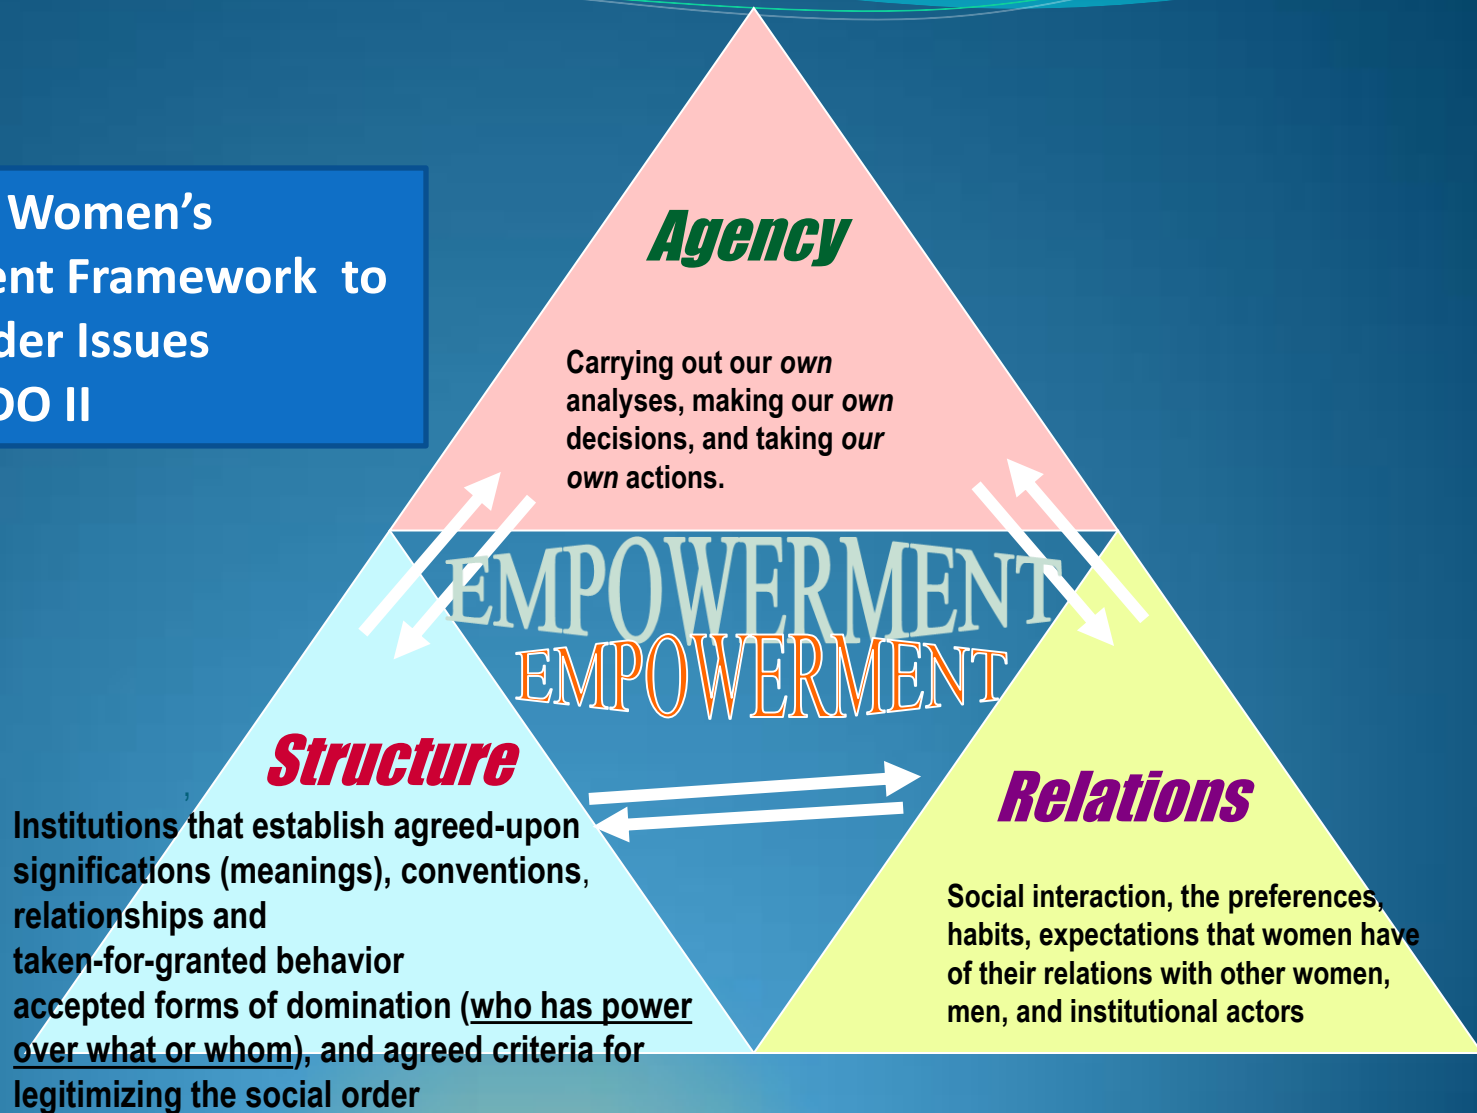 Women’s
ent Framework to
der Issues
OO II
Agency
Carrying out our own
analyses, making our own
decisions, and taking our
own actions.
EMPOWERMENT
EMPOWERMENT
Structure
,
Institutions that establish agreed-upon
significations (meanings), conventions,
relationships and
taken-for-granted behavior
accepted forms of domination (who has power
over what or whom), and agreed criteria for
legitimizing the social order
Relations
Social interaction, the preferences,
habits, expectations that women have
of their relations with other women,
men, and institutional actors